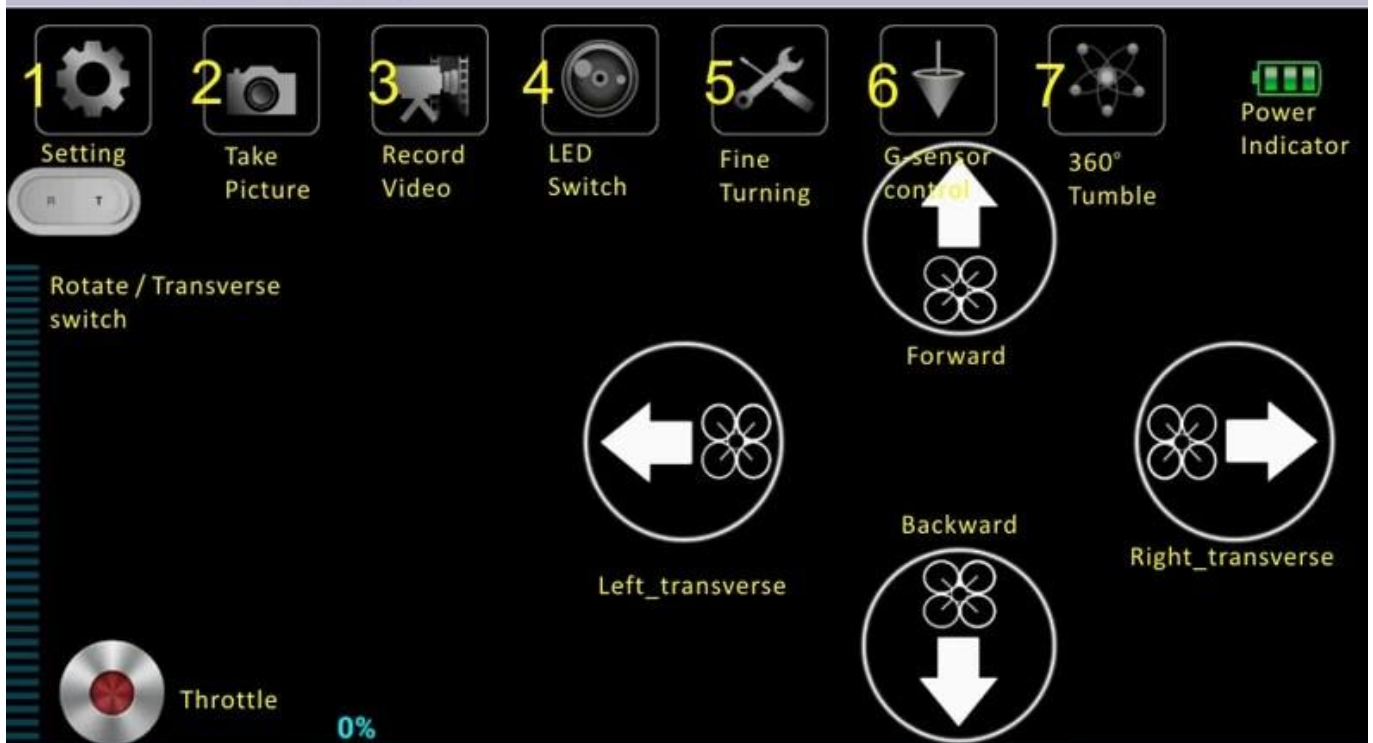 1
2
3
4
5
6
7
Setting
Take
Picture
Record
Video
LED
Switch
Fine
Turning
G-sensor
control
360°
Tumble
Power
Indicator
R T
Rotate / Transverse
switch
Forward
Left_transverse
Backward
Right_transverse
Throttle
0%